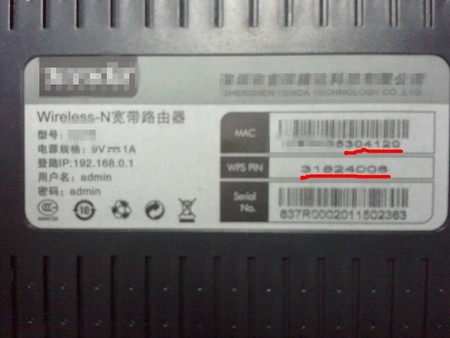 Wireless-N宽带路由器
型号:
电源规格: 9V⎓1A
登陆IP:192.168.0.1
用户名: admin
密码: admin
MAC
38304120
WPS PIN
31824008
SHENZHEN TENDA TECHNOLOGY CO.,LTD
Serial
No.
837R0002011502363